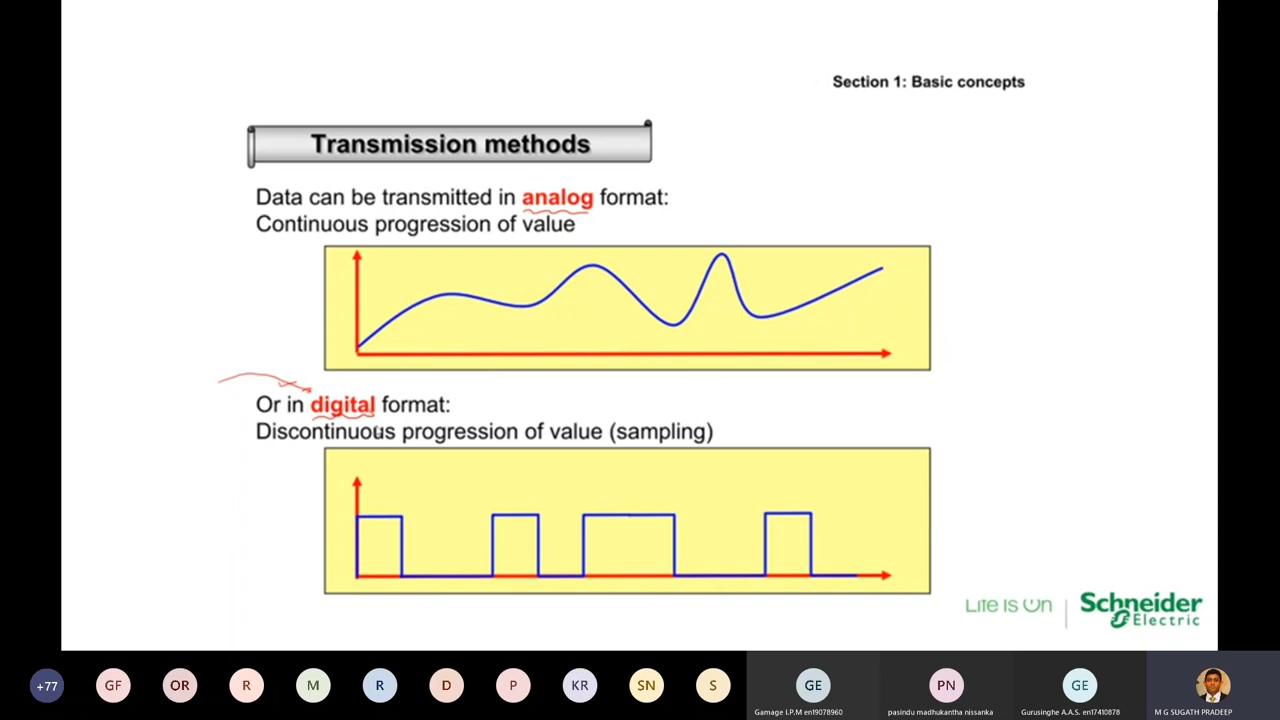 Section 1: Basic concepts
Transmission methods
Data can be transmitted in analog format:
Continuous progression of value
Or in digital format:
Discontinuous progression of value (sampling)
Life Is On
Schneider
Electric
+77
GF
OR
R
M
R
D
P
KR
SN
S
GE
PN
GE
Gamage I.P.M en19078960
pasindu madhukantha nissanka
Gurusinghe A.A.S. en17410878
M G SUGATH PRADEEP